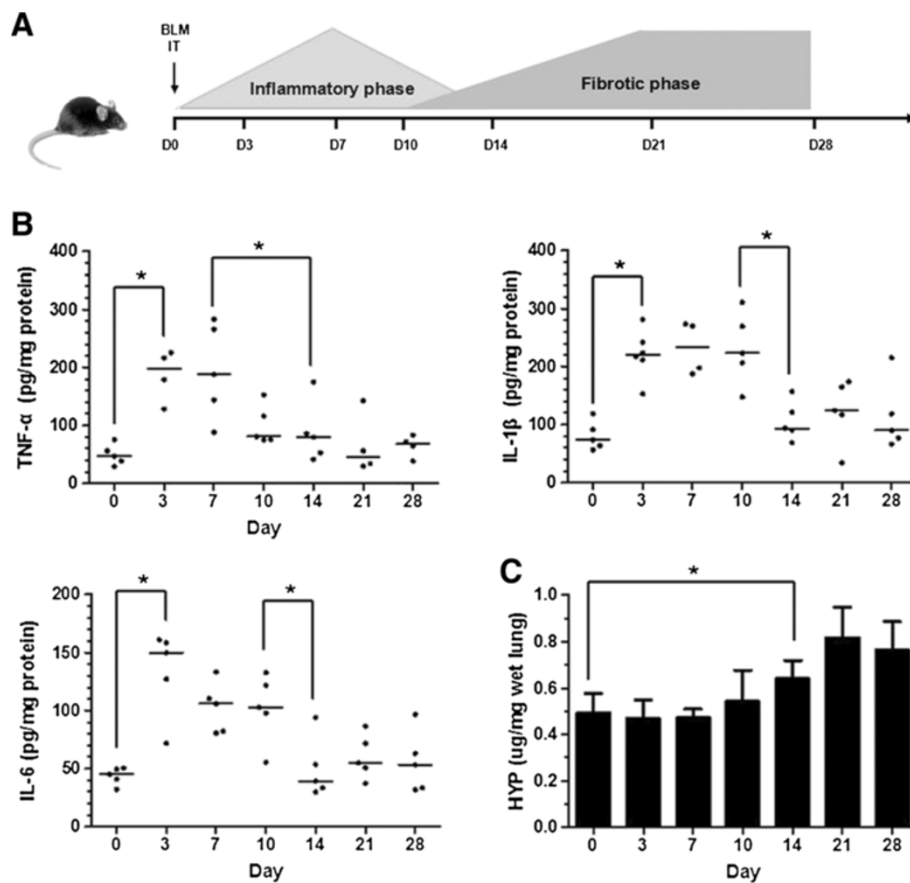 A
BLM
IT
Inflammatory phase
Fibrotic phase
D0 D3 D7 D10 D14 D21 D28
B
TNF-α (pg/mg protein)
400
300
200
100
0
*
*
0 3 7 10 14 21 28
Day
IL-1β (pg/mg protein)
400
300
200
100
0
*
*
0 3 7 10 14 21 28
Day
IL-6 (pg/mg protein)
200
150
100
50
0
*
*
0 3 7 10 14 21 28
Day
C
HYP (ug/mg wet lung)
1.0
0.8
0.6
0.4
0.2
0.0
*
0 3 7 10 14 21 28
Day